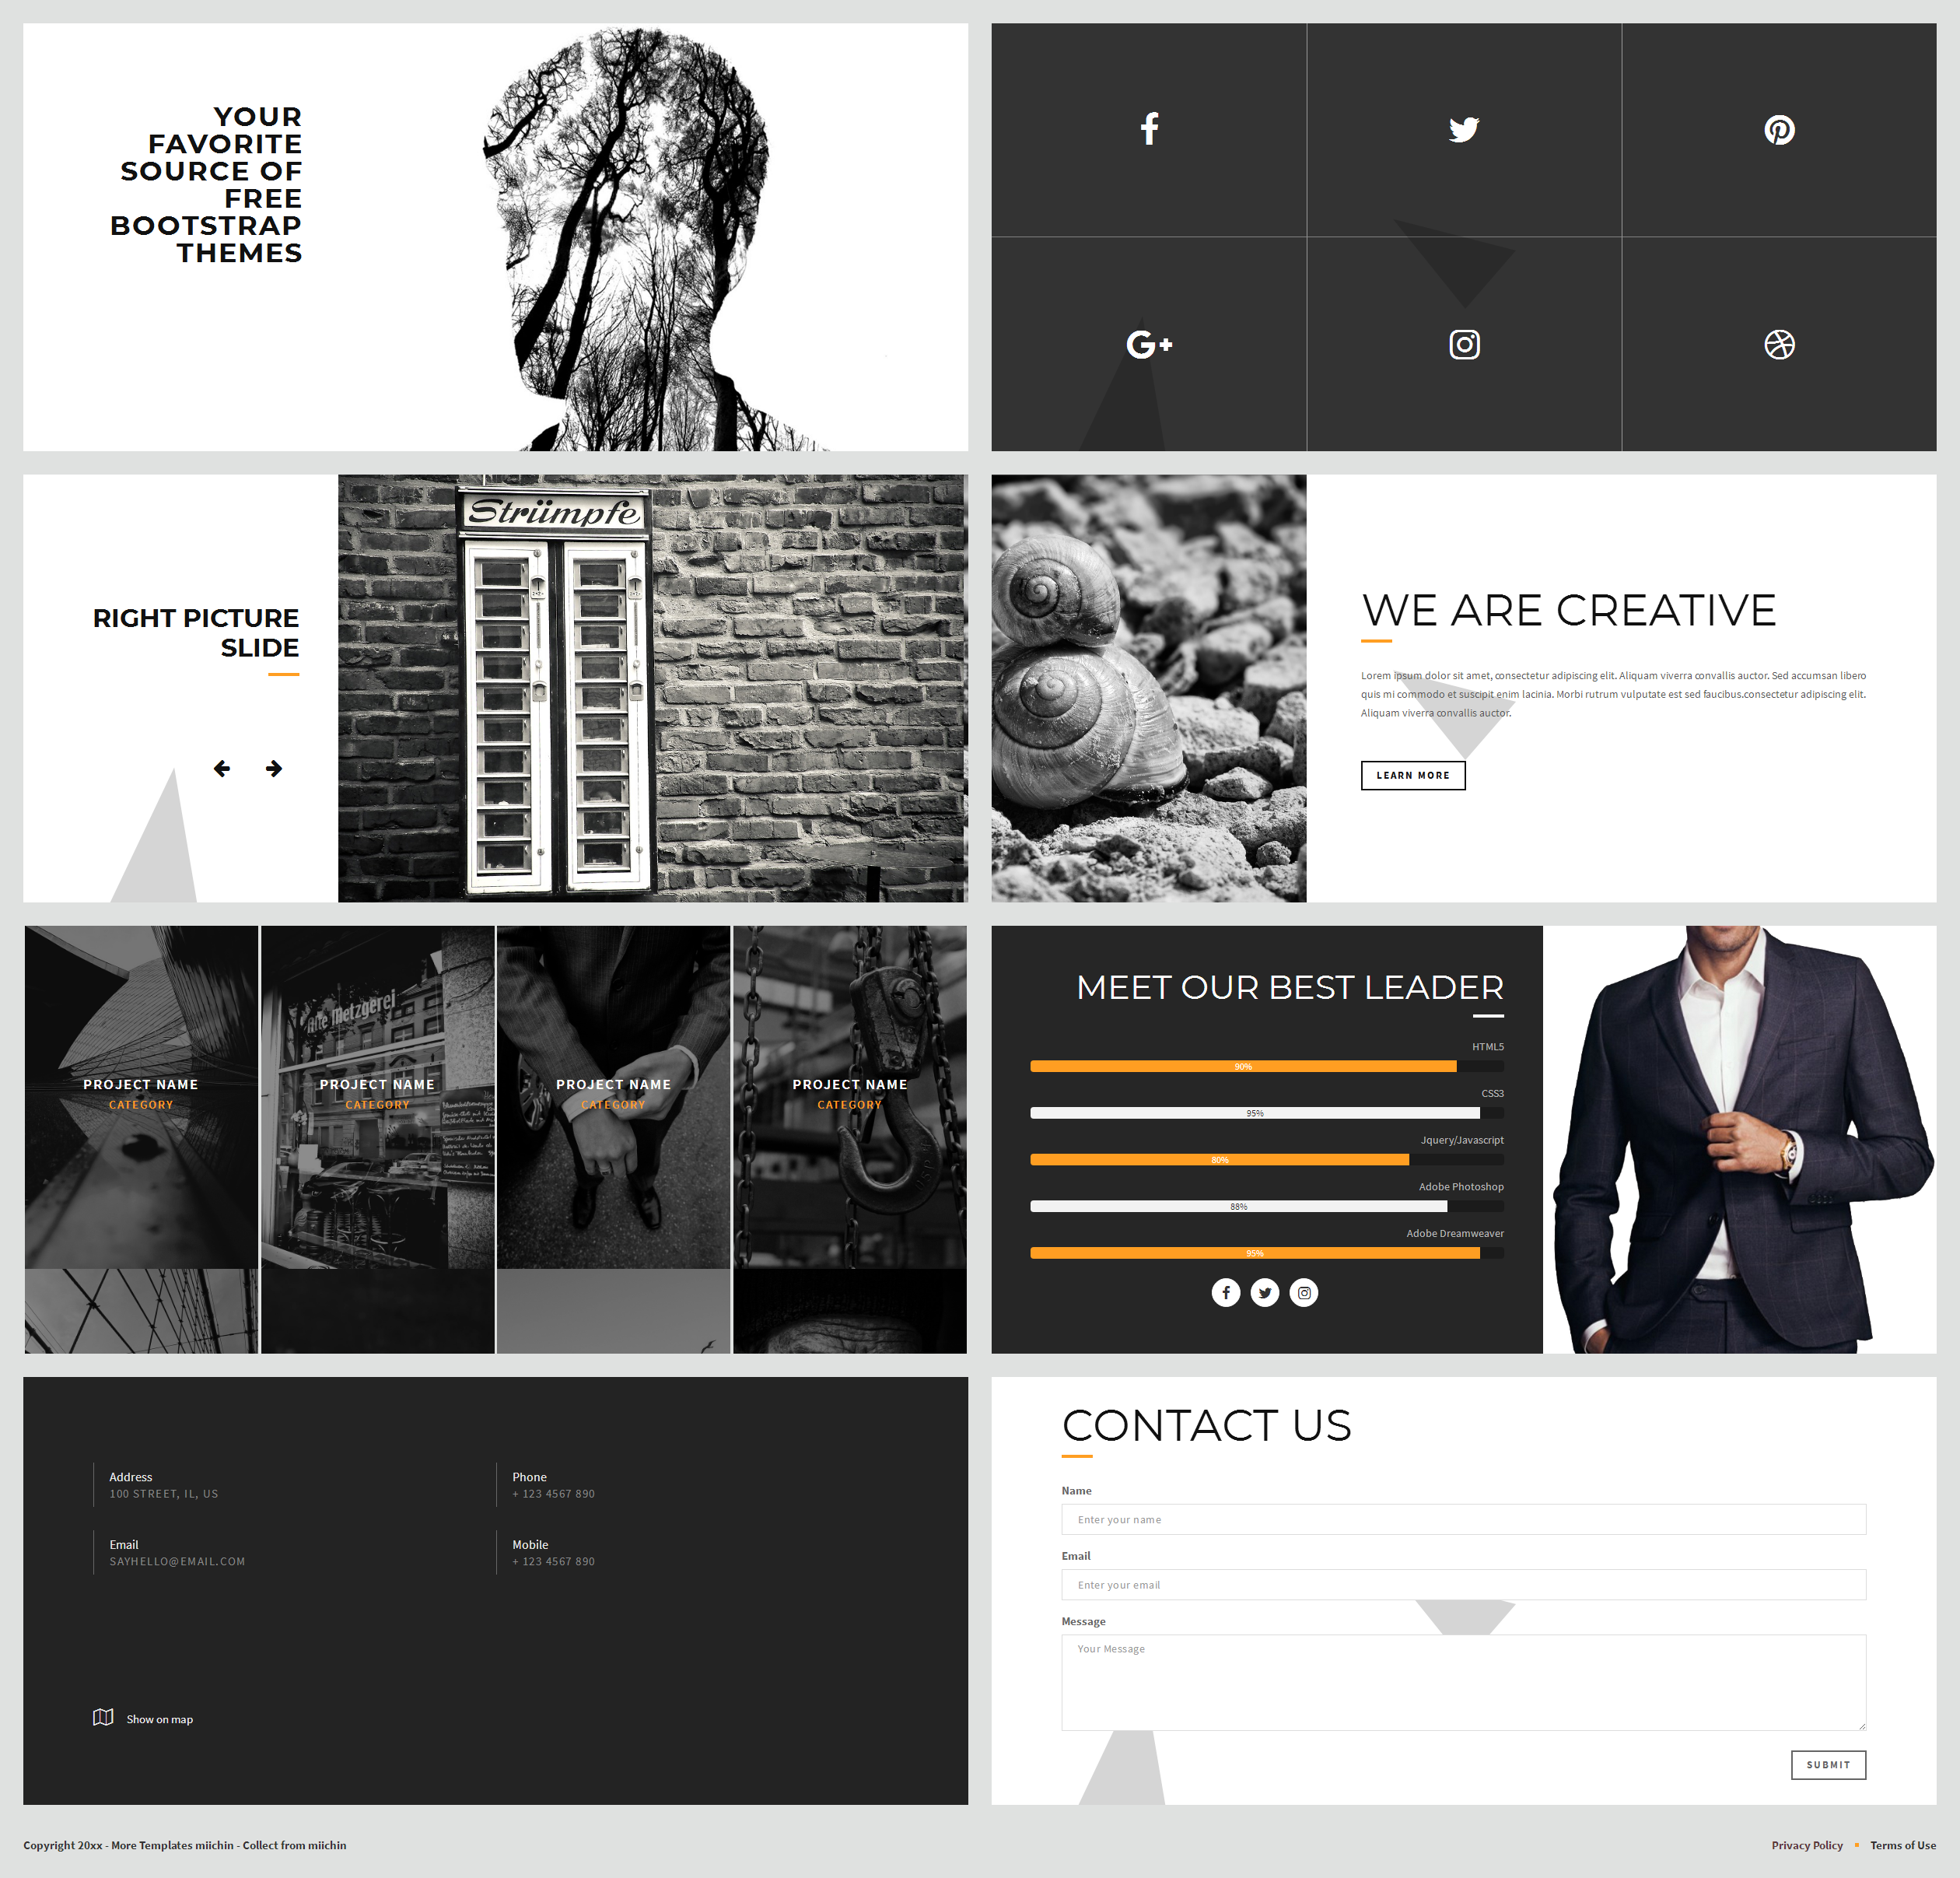 YOUR
FAVORITE
SOURCE OF
FREE
BOOTSTRAP
THEMES
G+
RIGHT PICTURE
SLIDE
Strümpfe
WE ARE CREATIVE
Lorem ipsum dolor sit amet, consectetur adipiscing elit. Aliquam viverra convallis auctor. Sed accumsan libero
quis mi commodo et suscipit enim lacinia. Morbi rutrum vulputate est sed faucibus.consectetur adipiscing elit.
Aliquam viverra convallis auctor.
LEARN MORE
Metzgerei
PROJECT NAME
CATEGORY
PROJECT NAME
CATEGORY
PROJECT NAME
CATEGORY
PROJECT NAME
CATEGORY
MEET OUR BEST LEADER
HTML5
90%
CSS3
95%
Jquery/Javascript
80%
Adobe Photoshop
88%
Adobe Dreamweaver
95%
Address
100 STREET, IL, US
Phone
+ 123 4567 890
Email
SAYHELLO@EMAIL.COM
Mobile
+ 123 4567 890
Show on map
CONTACT US
Name
Enter your name
Email
Enter your email
Message
Your Message
SUBMIT
Copyright 20xx - More Templates miichin - Collect from miichin
Privacy Policy
Terms of Use